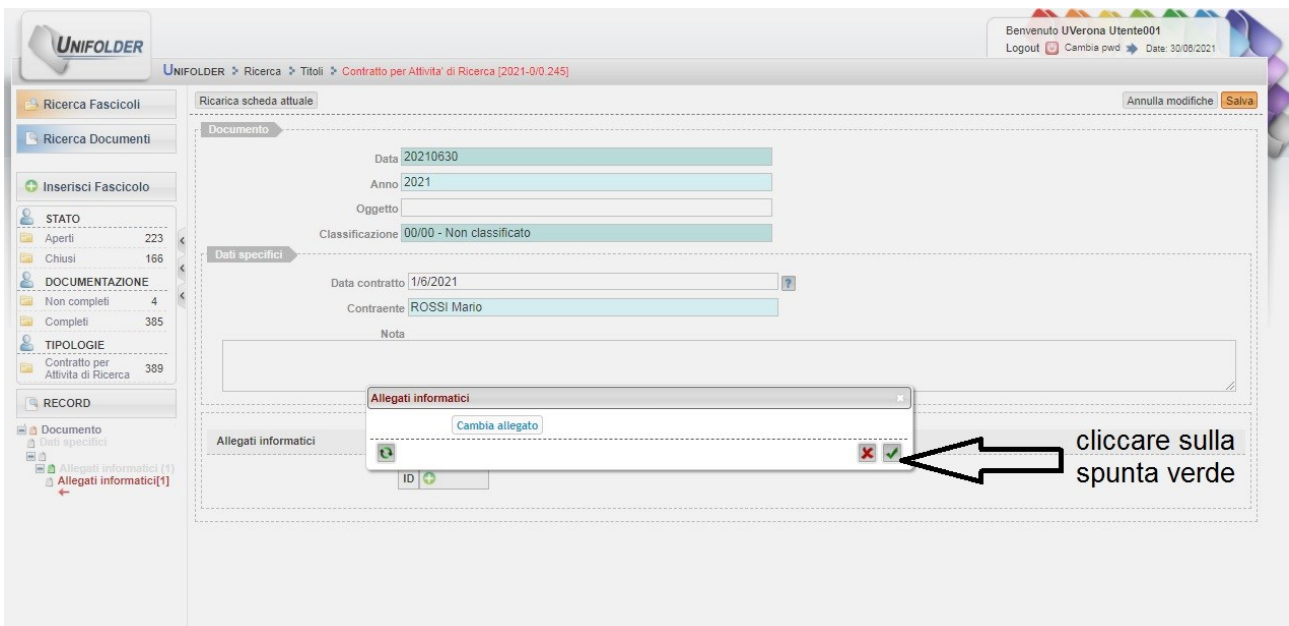 UNIFOLDER
Benvenuto UVerona Utente001
Logout Cambia pwd Date: 30/06/2021
UNIFOLDER > Ricerca > Titoli > Contratto per Attivita' di Ricerca [2021-0/0.245]
Ricerca Fascicoli
Ricerca Documenti
Inserisci Fascicolo
STATO
Aperti 223
Chiusi 166
DOCUMENTAZIONE
Non completi 4
Completi 385
TIPOLOGIE
Contratto per
Attivita di Ricerca 389
RECORD
Documento
Dati specifici
Allegati informatici (1)
Allegati informatici[1]
Ricarica scheda attuale
Annulla modifiche Salva
Documento
Data 20210630
Anno 2021
Oggetto
Classificazione 00/00 - Non classificato
Dati specifici
Data contratto 1/6/2021 ?
Contraente ROSSI Mario
Nota
Allegati informatici
Cambia allegato
Allegati informatici
ID
cliccare sulla
spunta verde